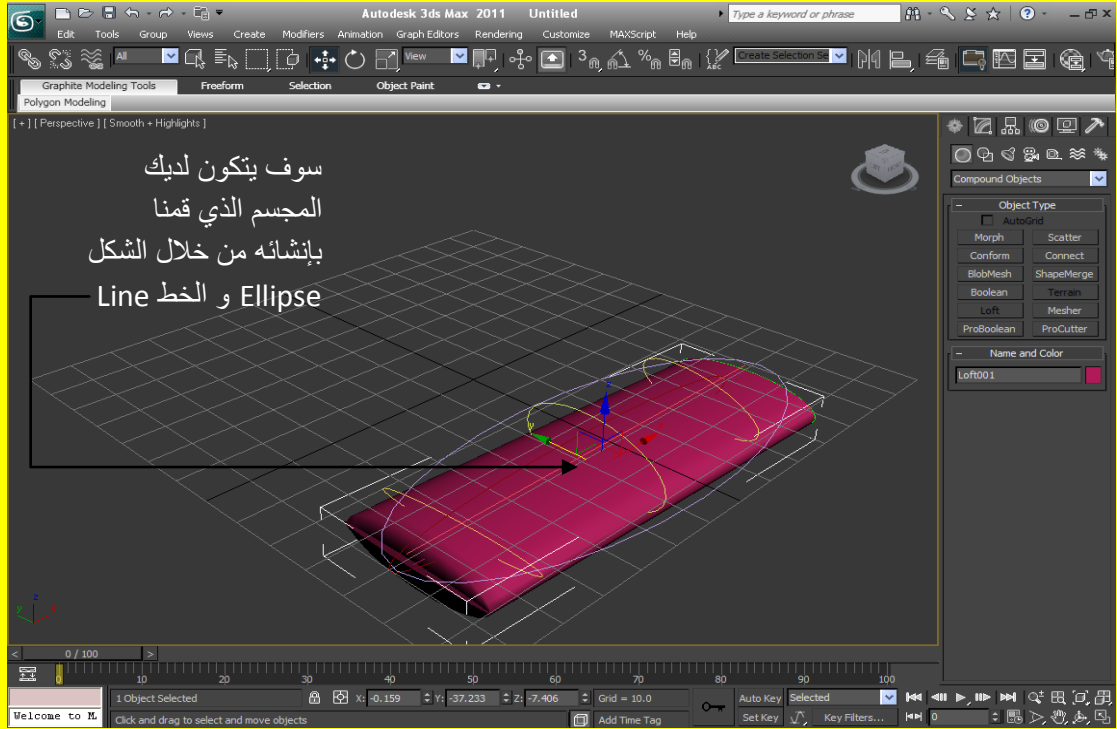 Autodesk 3ds Max 2011 Untitled
Type a keyword or phrase
Edit Tools Group Views Create Modifiers Animation Graph Editors Rendering Customize MAXScript Help
All
View
3
%
ABC
Create Selection Se
Graphite Modeling Tools Freeform Selection Object Paint
Polygon Modeling
[ + ] [ Perspective ] [ Smooth + Highlights ]
سوف يتكون لديك
المجسم الذي قمنا
بإنشائه من خلال الشكل
Ellipse و الخط Line
Compound Objects
Object Type
AutoGrid
Morph Scatter
Conform Connect
BlobMesh ShapeMerge
Boolean Terrain
Loft Mesher
ProBoolean ProCutter
Name and Color
Loft001
z
y
z
y x
< 0 / 100 >
0 10 20 30 40 50 60 70 80 90 100
1 Object Selected X: -0.159 Y: -37.233 Z: -7.406 Grid = 10.0 Auto Key Selected
Welcome to M Click and drag to select and move objects Add Time Tag Set Key Key Filters... 0